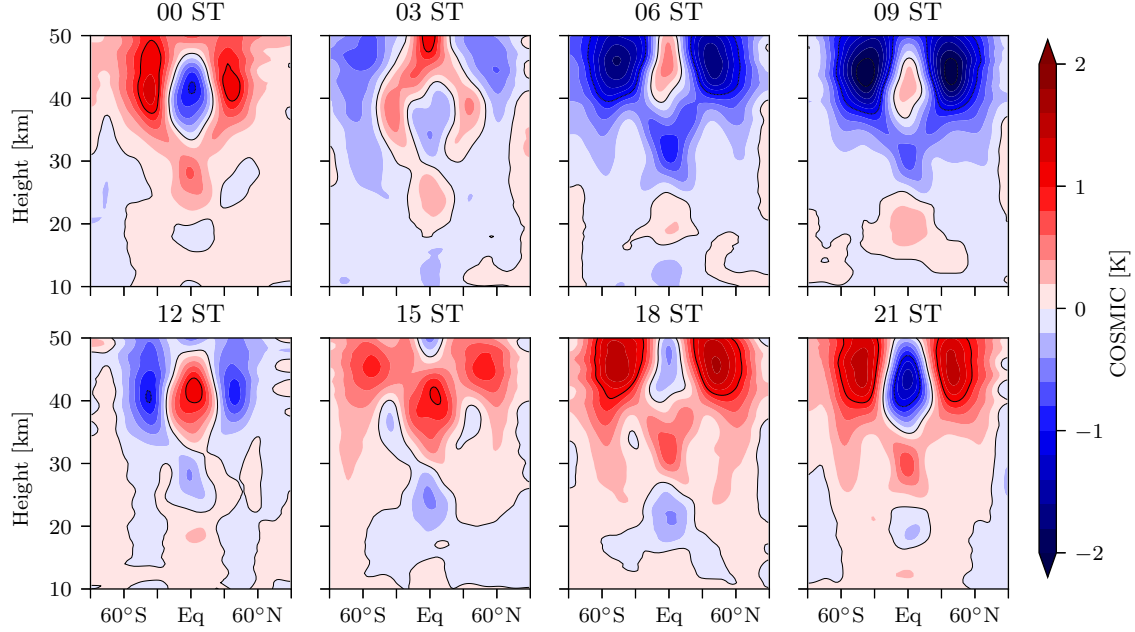 00 ST 03 ST 06 ST 09 ST
50
40
30
20
10
Height [km]
12 ST 15 ST 18 ST 21 ST
50
40
30
20
10
Height [km]
60°S Eq 60°N 60°S Eq 60°N 60°S Eq 60°N 60°S Eq 60°N
2
1
0
−1
−2
COSMIC [K]